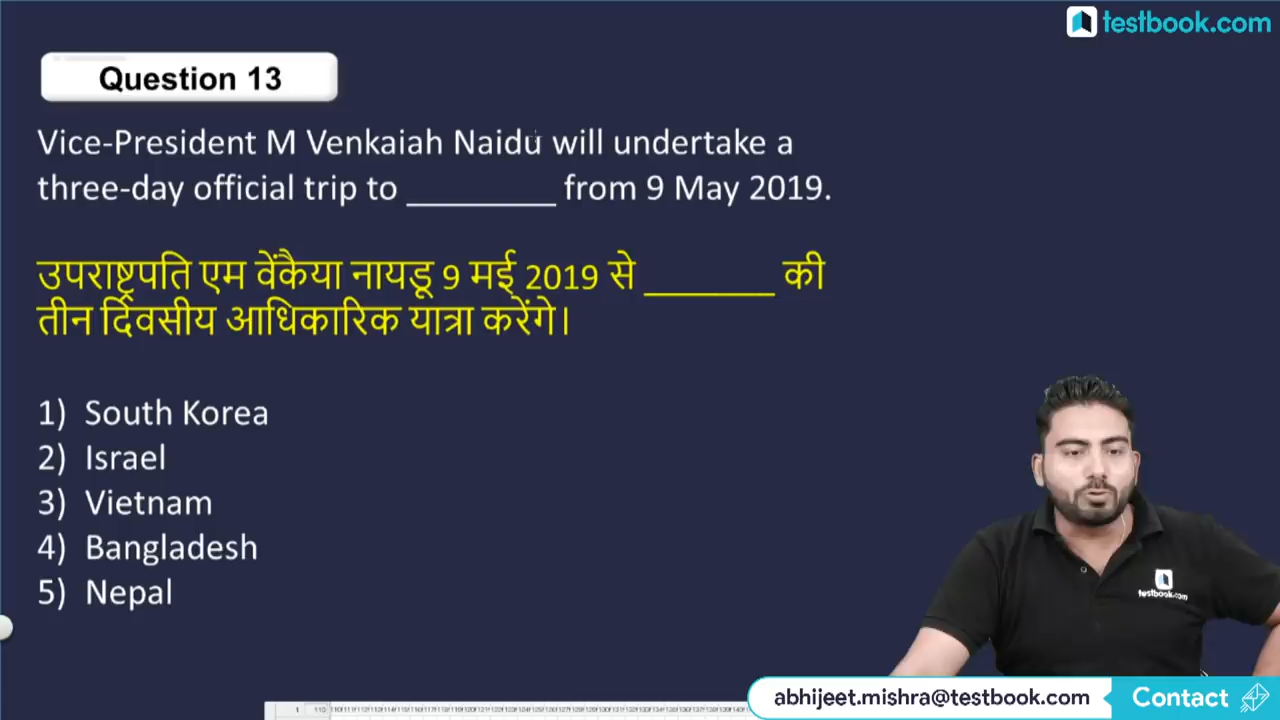 testbook.com
Question 13
Vice-President M Venkaiah Naidu will undertake a
three-day official trip to _________ from 9 May 2019.
उपराष्ट्रपति एम वेंकैया नायडू 9 मई 2019 से ________ की
तीन दिवसीय आधिकारिक यात्रा करेंगे।
1) South Korea
2) Israel
3) Vietnam
4) Bangladesh
5) Nepal
testbook.com
abhijeet.mishra@testbook.com Contact